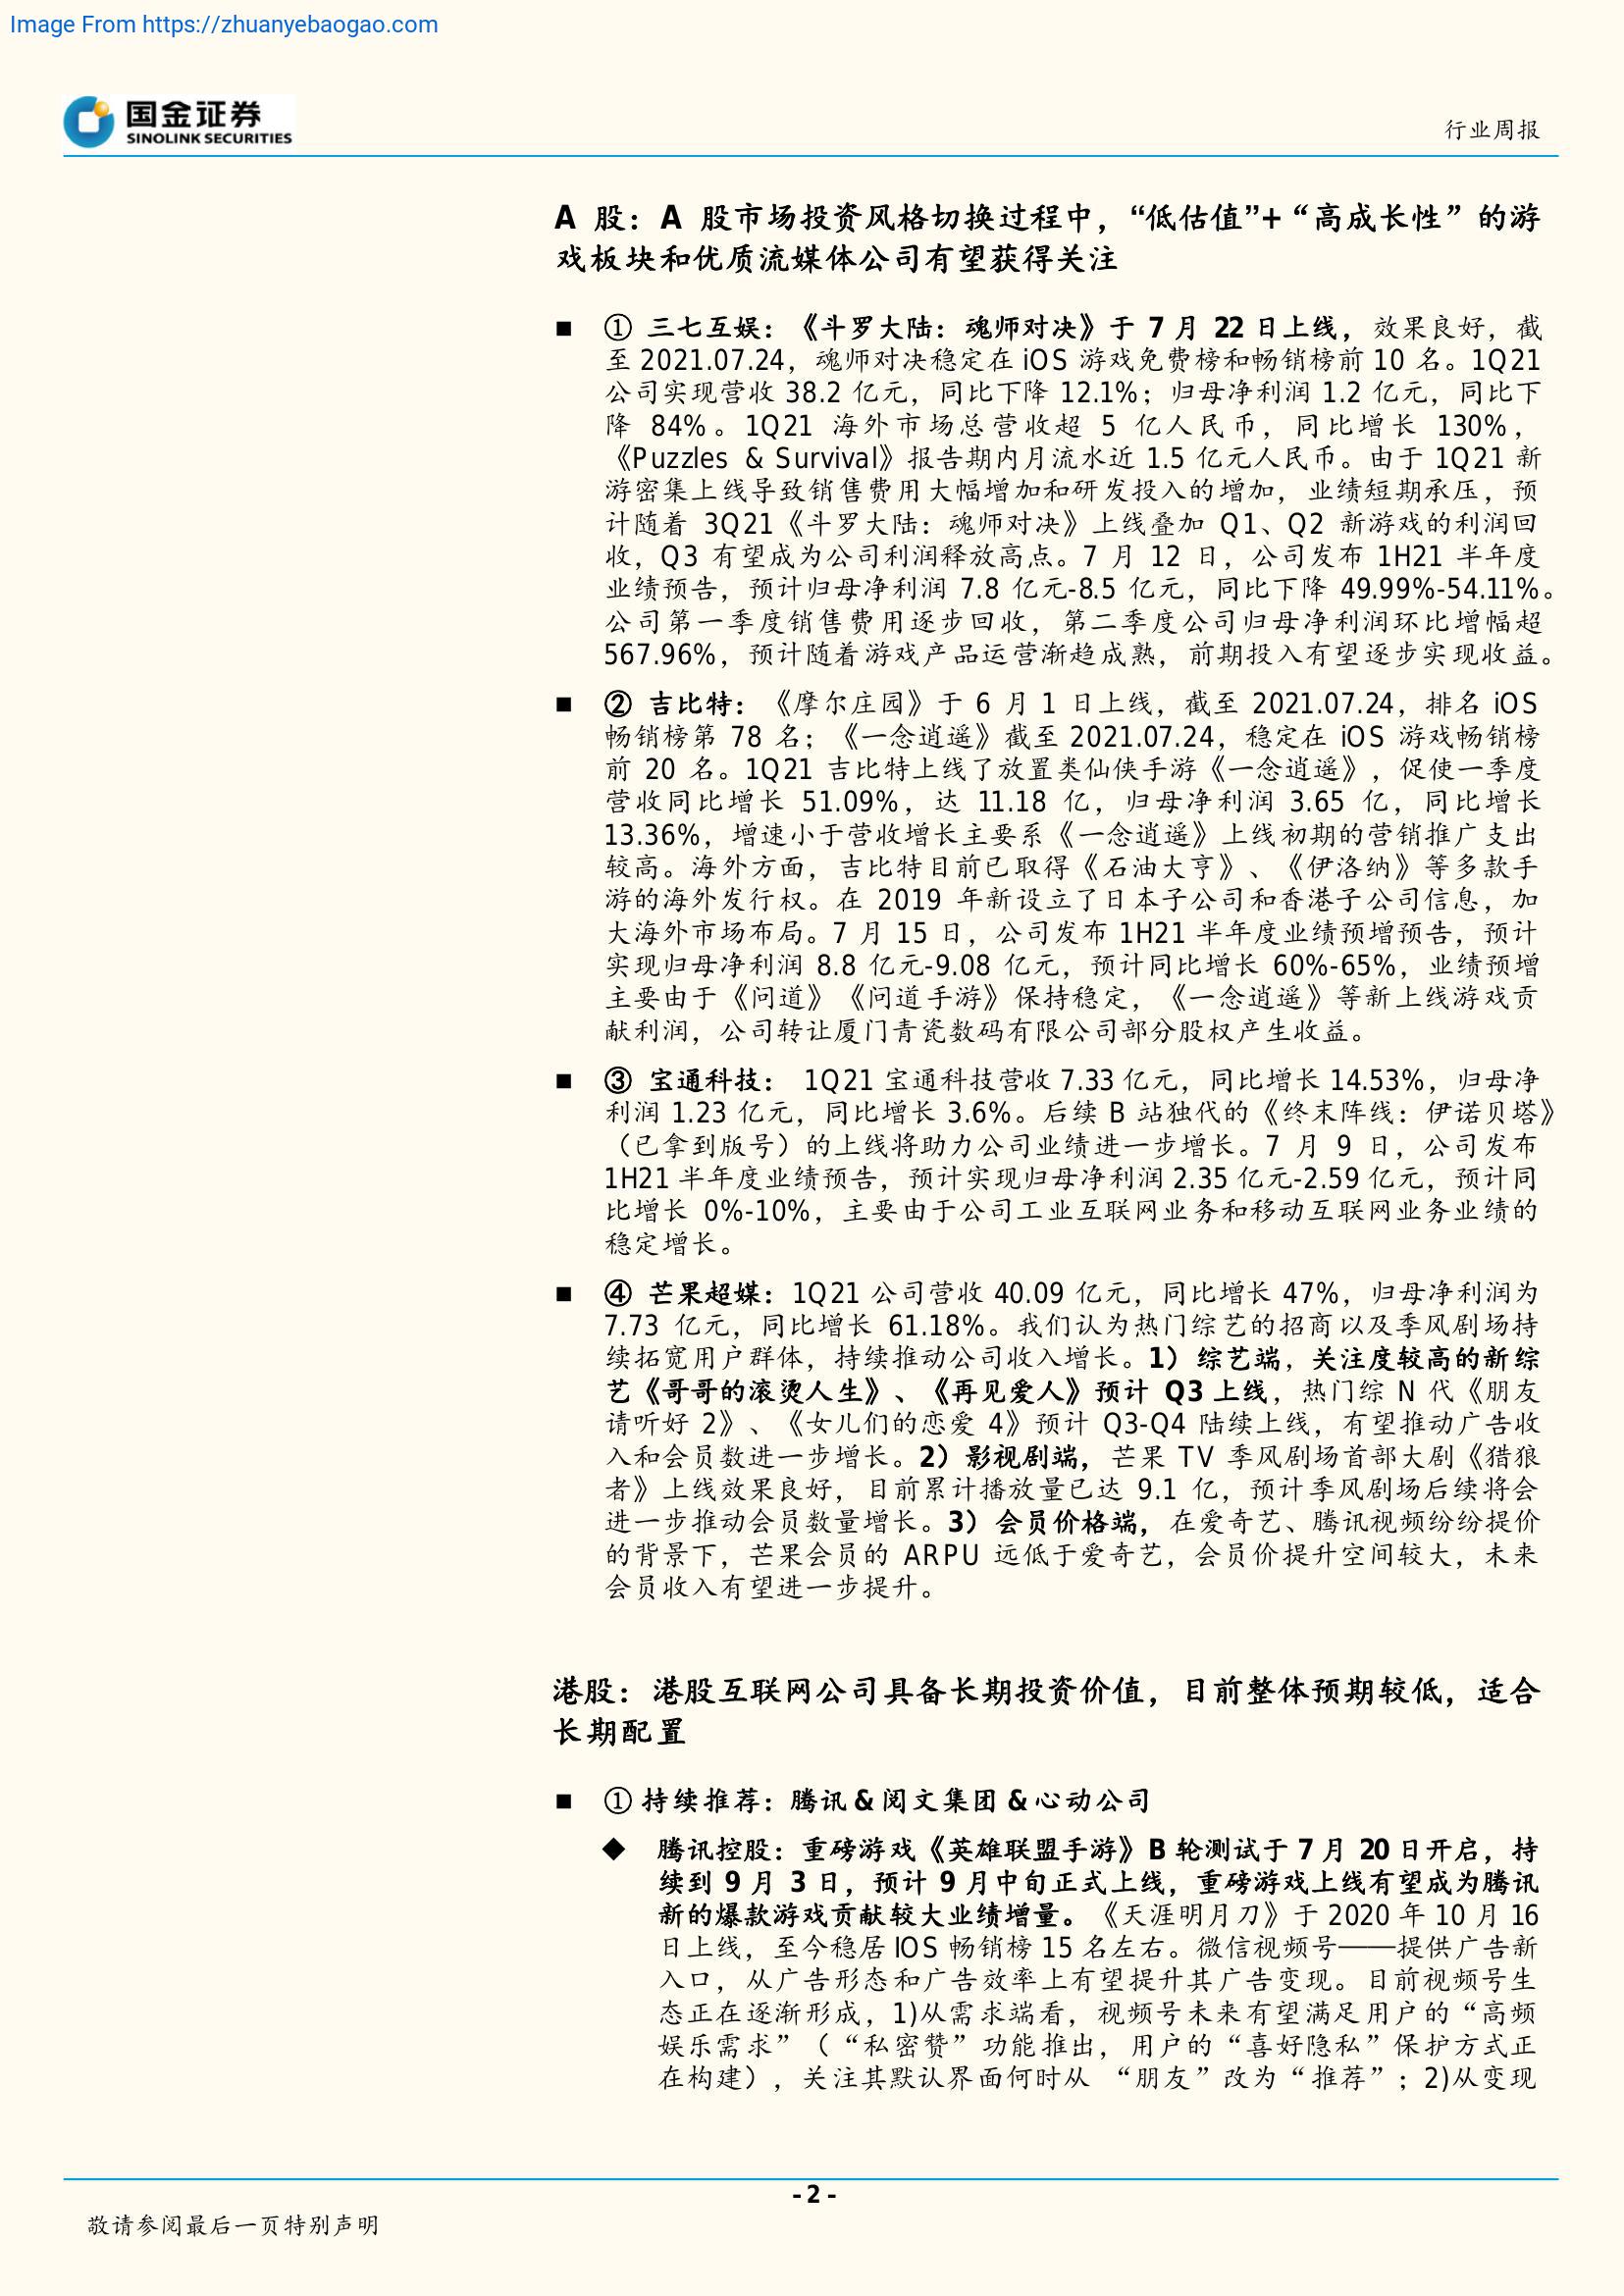 Image From https://zhuanyebaogao.com
国金证券
SINOLINK SECURITIES
行业周报
A 股：A 股市场投资风格切换过程中，“低估值”+“高成长性”的游
戏板块和优质流媒体公司有望获得关注
■ ① 三七互娱：《斗罗大陆：魂师对决》于 7 月 22 日上线，效果良好，截
至 2021.07.24，魂师对决稳定在 iOS 游戏免费榜和畅销榜前 10 名。1Q21
公司实现营收 38.2 亿元，同比下降 12.1%；归母净利润 1.2 亿元，同比下
降 84%。1Q21 海外市场总营收超 5 亿人民币，同比增长 130%，
《Puzzles & Survival》报告期内月流水近 1.5 亿元人民币。由于 1Q21 新
游密集上线导致销售费用大幅增加和研发投入的增加，业绩短期承压，预
计随着 3Q21《斗罗大陆：魂师对决》上线叠加 Q1、Q2 新游戏的利润回
收，Q3 有望成为公司利润释放高点。7 月 12 日，公司发布 1H21 半年度
业绩预告，预计归母净利润 7.8 亿元-8.5 亿元，同比下降 49.99%-54.11%。
公司第一季度销售费用逐步回收，第二季度公司归母净利润环比增幅超
567.96%，预计随着游戏产品运营渐趋成熟，前期投入有望逐步实现收益。
■ ② 吉比特：《摩尔庄园》于 6 月 1 日上线，截至 2021.07.24，排名 iOS
畅销榜第 78 名；《一念逍遥》截至 2021.07.24，稳定在 iOS 游戏畅销榜
前 20 名。1Q21 吉比特上线了放置类仙侠手游《一念逍遥》，促使一季度
营收同比增长 51.09%，达 11.18 亿，归母净利润 3.65 亿，同比增长
13.36%，增速小于营收增长主要系《一念逍遥》上线初期的营销推广支出
较高。海外方面，吉比特目前已取得《石油大亨》、《伊洛纳》等多款手
游的海外发行权。在 2019 年新设立了日本子公司和香港子公司信息，加
大海外市场布局。7 月 15 日，公司发布 1H21 半年度业绩预增预告，预计
实现归母净利润 8.8 亿元-9.08 亿元，预计同比增长 60%-65%，业绩预增
主要由于《问道》《问道手游》保持稳定，《一念逍遥》等新上线游戏贡
献利润，公司转让厦门青瓷数码有限公司部分股权产生收益。
■ ③ 宝通科技： 1Q21 宝通科技营收 7.33 亿元，同比增长 14.53%，归母净
利润 1.23 亿元，同比增长 3.6%。后续 B 站独代的《终末阵线：伊诺贝塔》
（已拿到版号）的上线将助力公司业绩进一步增长。7 月 9 日，公司发布
1H21 半年度业绩预告，预计实现归母净利润 2.35 亿元-2.59 亿元，预计同
比增长 0%-10%，主要由于公司工业互联网业务和移动互联网业务业绩的
稳定增长。
■ ④ 芒果超媒：1Q21 公司营收 40.09 亿元，同比增长 47%，归母净利润为
7.73 亿元，同比增长 61.18%。我们认为热门综艺的招商以及季风剧场持
续拓宽用户群体，持续推动公司收入增长。1）综艺端，关注度较高的新综
艺《哥哥的滚烫人生》、《再见爱人》预计 Q3 上线，热门综 N 代《朋友
请听好 2》、《女儿们的恋爱 4》预计 Q3-Q4 陆续上线，有望推动广告收
入和会员数进一步增长。2）影视剧端，芒果 TV 季风剧场首部大剧《猎狼
者》上线效果良好，目前累计播放量已达 9.1 亿，预计季风剧场后续将会
进一步推动会员数量增长。3）会员价格端，在爱奇艺、腾讯视频纷纷提价
的背景下，芒果会员的 ARPU 远低于爱奇艺，会员价提升空间较大，未来
会员收入有望进一步提升。
港股：港股互联网公司具备长期投资价值，目前整体预期较低，适合
长期配置
■ ① 持续推荐：腾讯＆阅文集团＆心动公司
◆ 腾讯控股：重磅游戏《英雄联盟手游》B 轮测试于 7 月 20 日开启，持
续到 9 月 3 日，预计 9 月中旬正式上线，重磅游戏上线有望成为腾讯
新的爆款游戏贡献较大业绩增量。《天涯明月刀》于 2020 年 10 月 16
日上线，至今稳居 IOS 畅销榜 15 名左右。微信视频号——提供广告新
入口，从广告形态和广告效率上有望提升其广告变现。目前视频号生
态正在逐渐形成，1)从需求端看，视频号未来有望满足用户的“高频
娱乐需求”（“私密赞”功能推出，用户的“喜好隐私”保护方式正
在构建），关注其默认界面何时从 “朋友”改为“推荐”；2)从变现
- 2 -
敬请参阅最后一页特别声明